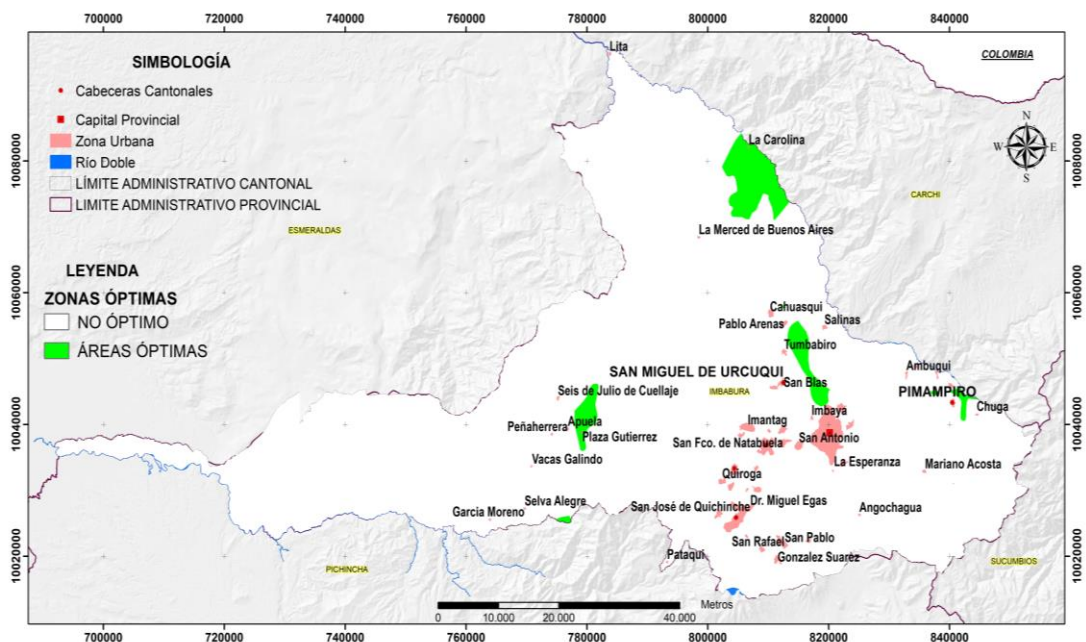 700000 720000 740000 760000 780000 800000 820000 840000
SIMBOLOGÍA
Cabeceras Cantonales
Capital Provincial
Zona Urbana
Río Doble
LÍMITE ADMINISTRATIVO CANTONAL
LIMITE ADMINISTRATIVO PROVINCIAL
LEYENDA
ZONAS ÓPTIMAS
NO ÓPTIMO
ÁREAS ÓPTIMAS
COLOMBIA
N
W E
S
10080000
10060000
10040000
10020000
10080000
10060000
10040000
10020000
Lita
La Carolina
CARCHI
ESMERALDAS
La Merced de Buenos Aires
Cahuasqui
Pablo Arenas
Salinas
Tumbabiro
SAN MIGUEL DE URCUQUI
Ambuqui
San Blas
Seis de Julio de Cuellaje
IMBABURA
PIMAMPIRO
Chuga
Imbaya
Apuela
Imantag
Peñaherrera
Plaza Gutierrez
San Fco. de Natabuela
San Antonio
Vacas Galindo
La Esperanza
Mariano Acosta
Quiroga
Selva Alegre
Dr. Miguel Egas
San José de Quichinche
Garcia Moreno
Angochagua
San Rafael
San Pablo
Pataqui
Gonzalez Suarez
PICHINCHA
SUCUMBIOS
0 10.000 20.000 40.000
Metros
700000 720000 740000 760000 780000 800000 820000 840000